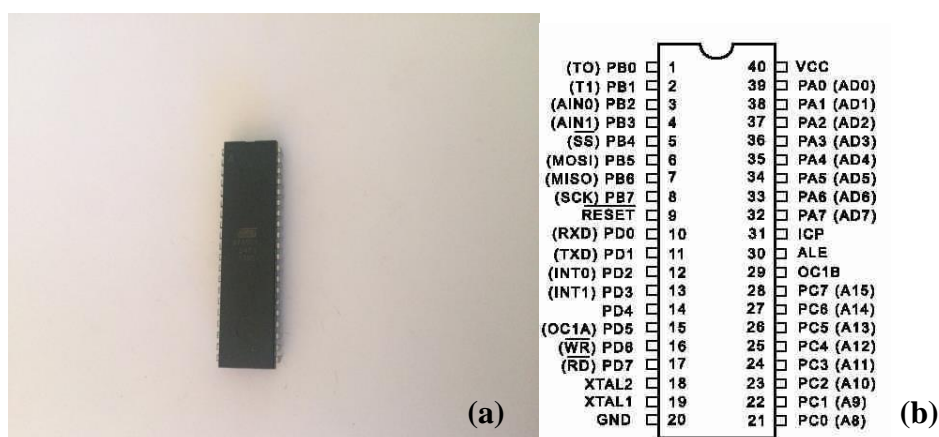 (TO) PB0 1 40 VCC
(T1) PB1 2 39 PA0 (AD0)
(AIN0) PB2 3 38 PA1 (AD1)
(AIN1) PB3 4 37 PA2 (AD2)
(SS) PB4 5 36 PA3 (AD3)
(MOSI) PB5 6 35 PA4 (AD4)
(MISO) PB6 7 34 PA5 (AD5)
(SCK) PB7 8 33 PA6 (AD6)
RESET 9 32 PA7 (AD7)
(RXD) PD0 10 31 ICP
(TXD) PD1 11 30 ALE
(INT0) PD2 12 29 OC1B
(INT1) PD3 13 28 PC7 (A15)
PD4 14 27 PC6 (A14)
(OC1A) PD5 15 26 PC5 (A13)
(WR) PD6 16 25 PC4 (A12)
(RD) PD7 17 24 PC3 (A11)
XTAL2 18 23 PC2 (A10)
XTAL1 19 22 PC1 (A9)
GND 20 21 PC0 (A8)
(a) (b)